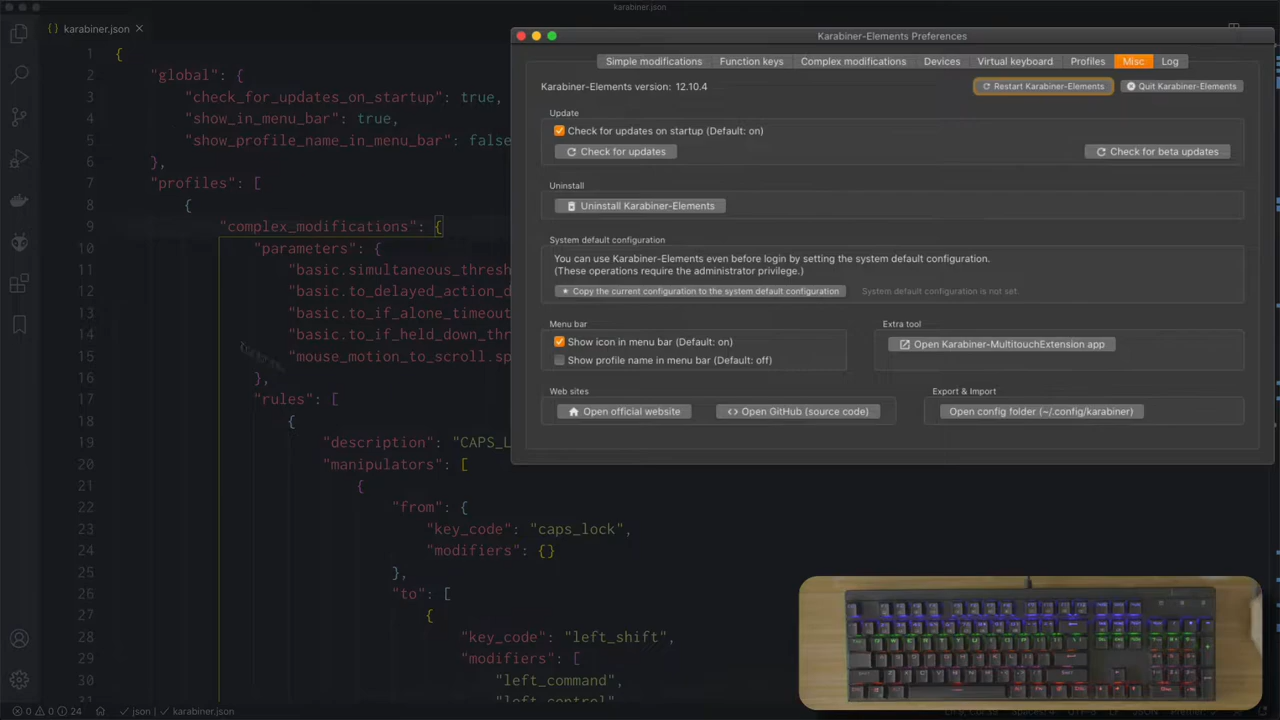 karabiner.json
karabiner.json
Karabiner-Elements Preferences
Simple modifications
Function keys
Complex modifications
Devices
Virtual keyboard
Profiles
Misc
Log
Karabiner-Elements version: 12.10.4
Restart Karabiner-Elements
Quit Karabiner-Elements
Update
Check for updates on startup (Default: on)
Check for updates
Check for beta updates
Uninstall
Uninstall Karabiner-Elements
System default configuration
You can use Karabiner-Elements even before login by setting the system default configuration.
(These operations require the administrator privilege.)
Copy the current configuration to the system default configuration
System default configuration is not set.
Menu bar
Show icon in menu bar (Default: on)
Show profile name in menu bar (Default: off)
Extra tool
Open Karabiner-MultitouchExtension app
Web sites
Open official website
Open GitHub (source code)
Export & Import
Open config folder (~/.config/karabiner)
1 {
2 "global": {
3 "check_for_updates_on_startup": true,
4 "show_in_menu_bar": true,
5 "show_profile_name_in_menu_bar": false
6 },
7 "profiles": [
8 {
9 "complex_modifications": {
10 "parameters": {
11 "basic.simultaneous_thresh
12 "basic.to_delayed_action_d
13 "basic.to_if_alone_timeout
14 "basic.to_if_held_down_thr
15 "mouse_motion_to_scroll.sp
16 },
17 "rules": [
18 {
19 "description": "CAPS_L
20 "manipulators": [
21 {
22 "from": {
23 "key_code": "caps_lock",
24 "modifiers": {}
25 },
26 "to": [
27 {
28 "key_code": "left_shift",
29 "modifiers": [
30 "left_command",
31 "left_control"
0 0 24 json karabiner.json